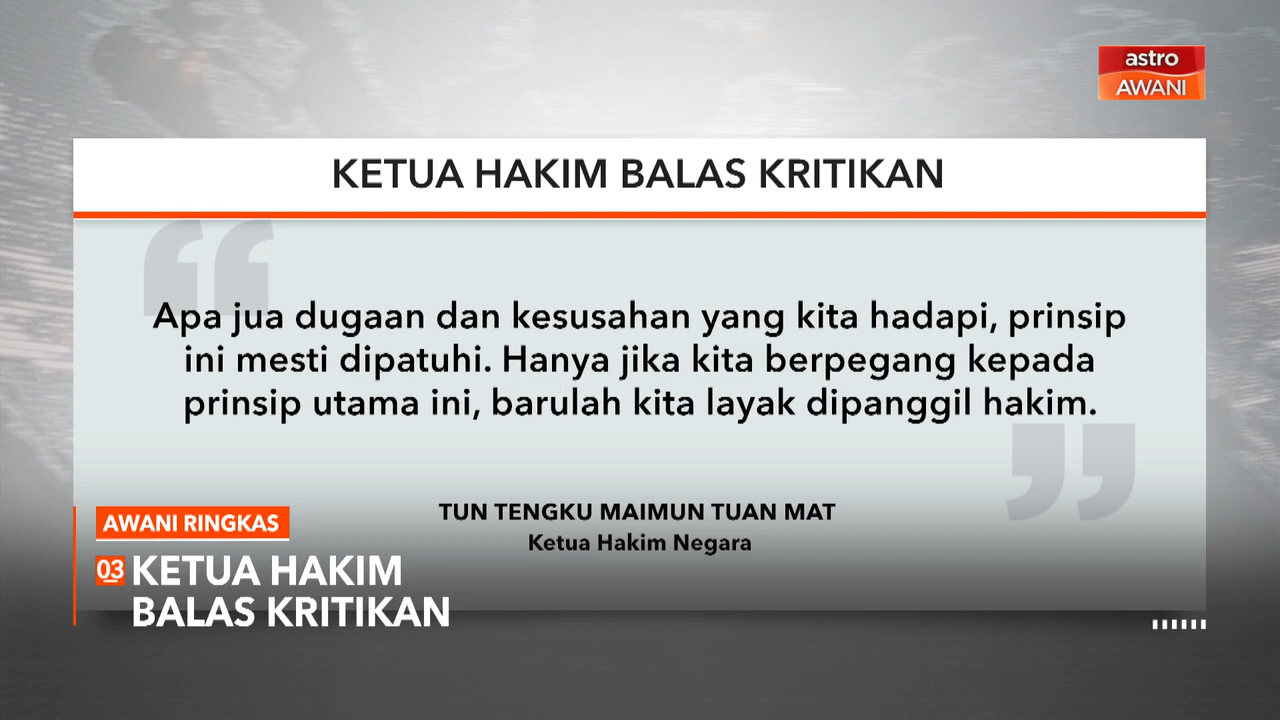 astro
AWANI
KETUA HAKIM BALAS KRITIKAN
Apa jua dugaan dan kesusahan yang kita hadapi, prinsip
ini mesti dipatuhi. Hanya jika kita berpegang kepada
prinsip utama ini, barulah kita layak dipanggil hakim.
TUN TENGKU MAIMUN TUAN MAT
Ketua Hakim Negara
AWANI RINGKAS
03 KETUA HAKIM
BALAS KRITIKAN